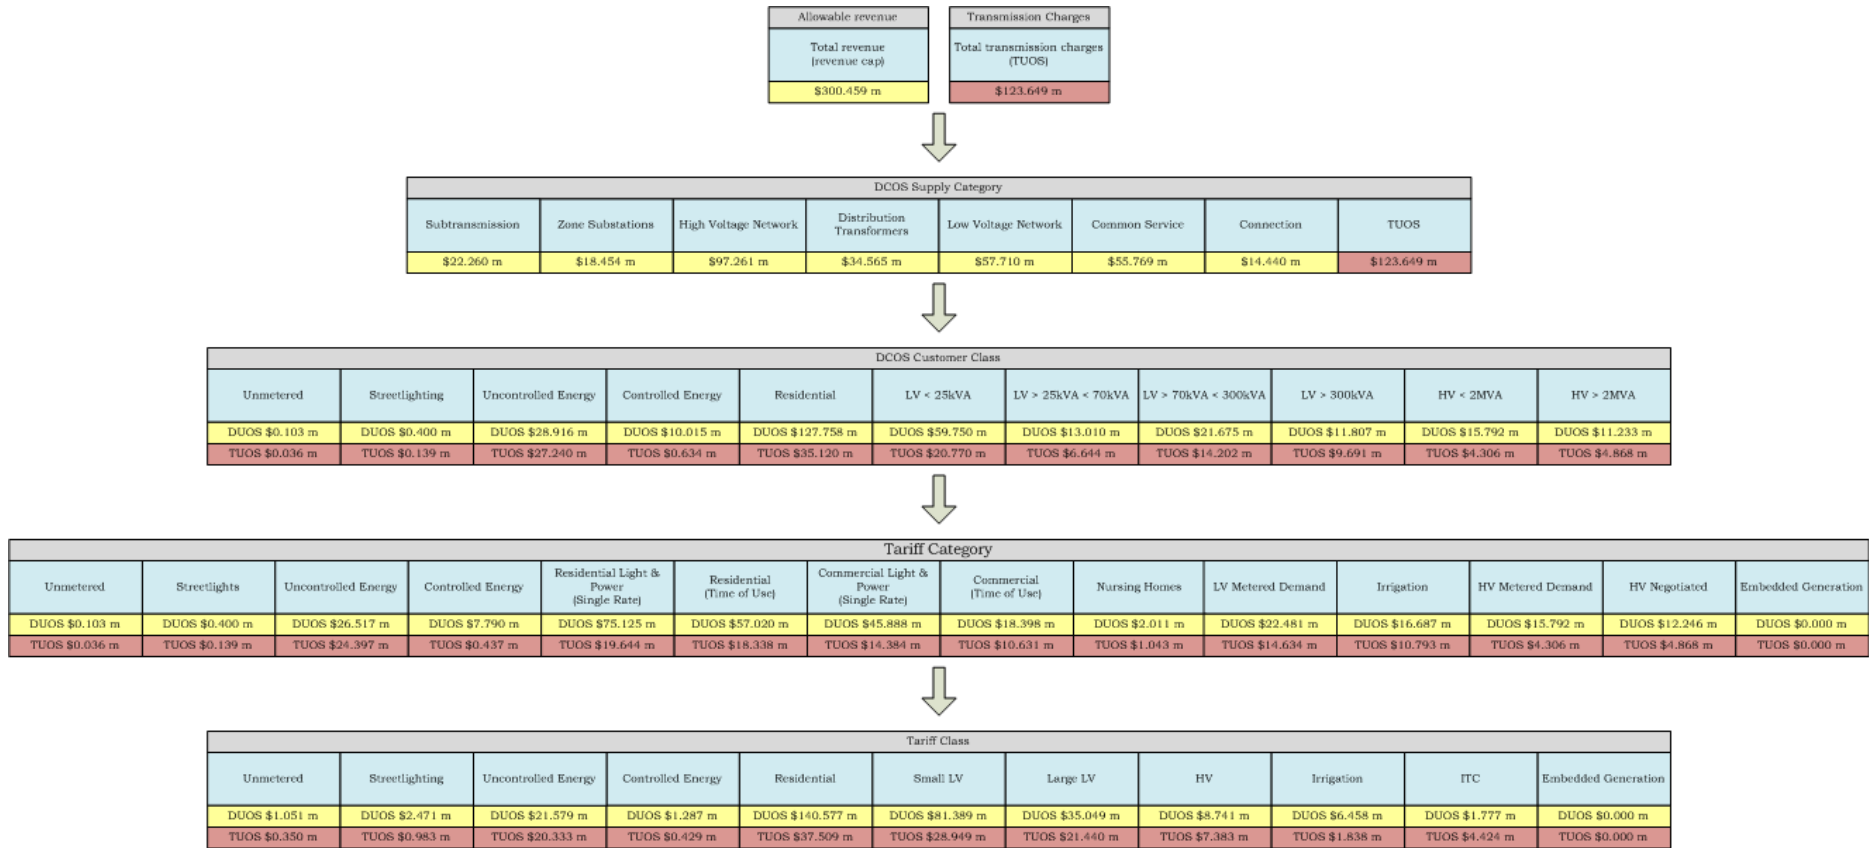 Allowable revenue
Transmission Charges
Total revenue
(revenue cap)
Total transmission charges
(TUOS)
$300.459 m
$123.649 m
DCOS Supply Category
Subtransmission
Zone Substations
High Voltage Network
Distribution
Transformers
Low Voltage Network
Common Service
Connection
TUOS
$22.260 m
$18.454 m
$97.261 m
$34.565 m
$57.710 m
$55.769 m
$14.440 m
$123.649 m
DCOS Customer Class
Unmetered
Streetlighting
Uncontrolled Energy
Controlled Energy
Residential
LV < 25kVA
LV > 25kVA < 70kVA
LV > 70kVA < 300kVA
LV > 300kVA
HV < 2MVA
HV > 2MVA
DUOS $0.103 m
DUOS $0.400 m
DUOS $28.916 m
DUOS $10.015 m
DUOS $127.758 m
DUOS $59.750 m
DUOS $13.010 m
DUOS $21.675 m
DUOS $11.807 m
DUOS $15.792 m
DUOS $11.233 m
TUOS $0.036 m
TUOS $0.139 m
TUOS $27.240 m
TUOS $0.634 m
TUOS $35.120 m
TUOS $20.770 m
TUOS $6.644 m
TUOS $14.202 m
TUOS $9.691 m
TUOS $4.306 m
TUOS $4.868 m
Tariff Category
Unmetered
Streetlights
Uncontrolled Energy
Controlled Energy
Residential Light &
Power
(Single Rate)
Residential
(Time of Use)
Commercial Light &
Power
(Single Rate)
Commercial
(Time of Use)
Nursing Homes
LV Metered Demand
Irrigation
HV Metered Demand
HV Negotiated
Embedded Generation
DUOS $0.103 m
DUOS $0.400 m
DUOS $26.517 m
DUOS $7.790 m
DUOS $75.125 m
DUOS $57.020 m
DUOS $45.888 m
DUOS $18.398 m
DUOS $2.011 m
DUOS $22.481 m
DUOS $16.687 m
DUOS $15.792 m
DUOS $12.246 m
DUOS $0.000 m
TUOS $0.036 m
TUOS $0.139 m
TUOS $24.397 m
TUOS $0.437 m
TUOS $19.644 m
TUOS $18.338 m
TUOS $14.384 m
TUOS $10.631 m
TUOS $1.043 m
TUOS $14.634 m
TUOS $10.793 m
TUOS $4.306 m
TUOS $4.868 m
TUOS $0.000 m
Tariff Class
Unmetered
Streetlighting
Uncontrolled Energy
Controlled Energy
Residential
Small LV
Large LV
HV
Irrigation
ITC
Embedded Generation
DUOS $1.051 m
DUOS $2.471 m
DUOS $21.579 m
DUOS $1.287 m
DUOS $140.577 m
DUOS $81.389 m
DUOS $35.049 m
DUOS $8.741 m
DUOS $6.458 m
DUOS $1.777 m
DUOS $0.000 m
TUOS $0.350 m
TUOS $0.983 m
TUOS $20.333 m
TUOS $0.429 m
TUOS $37.509 m
TUOS $28.949 m
TUOS $21.440 m
TUOS $7.383 m
TUOS $1.838 m
TUOS $4.424 m
TUOS $0.000 m